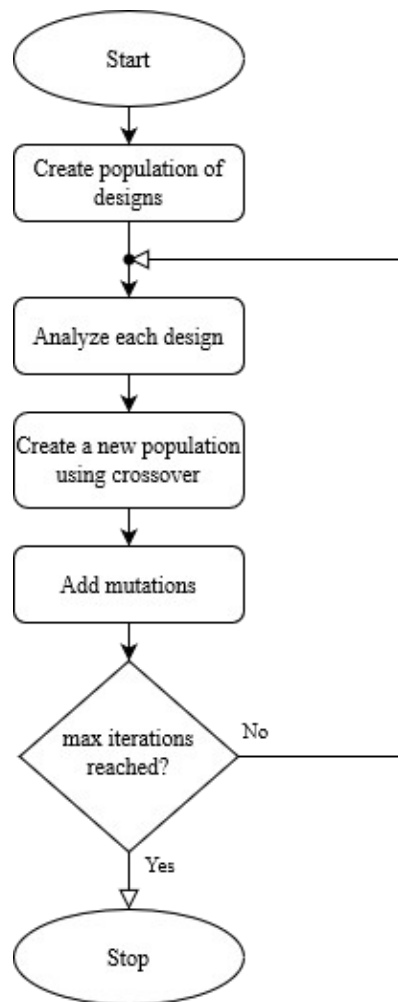 Start
Create population of
designs
Analyze each design
Create a new population
using crossover
Add mutations
max iterations
reached?
No
Yes
Stop